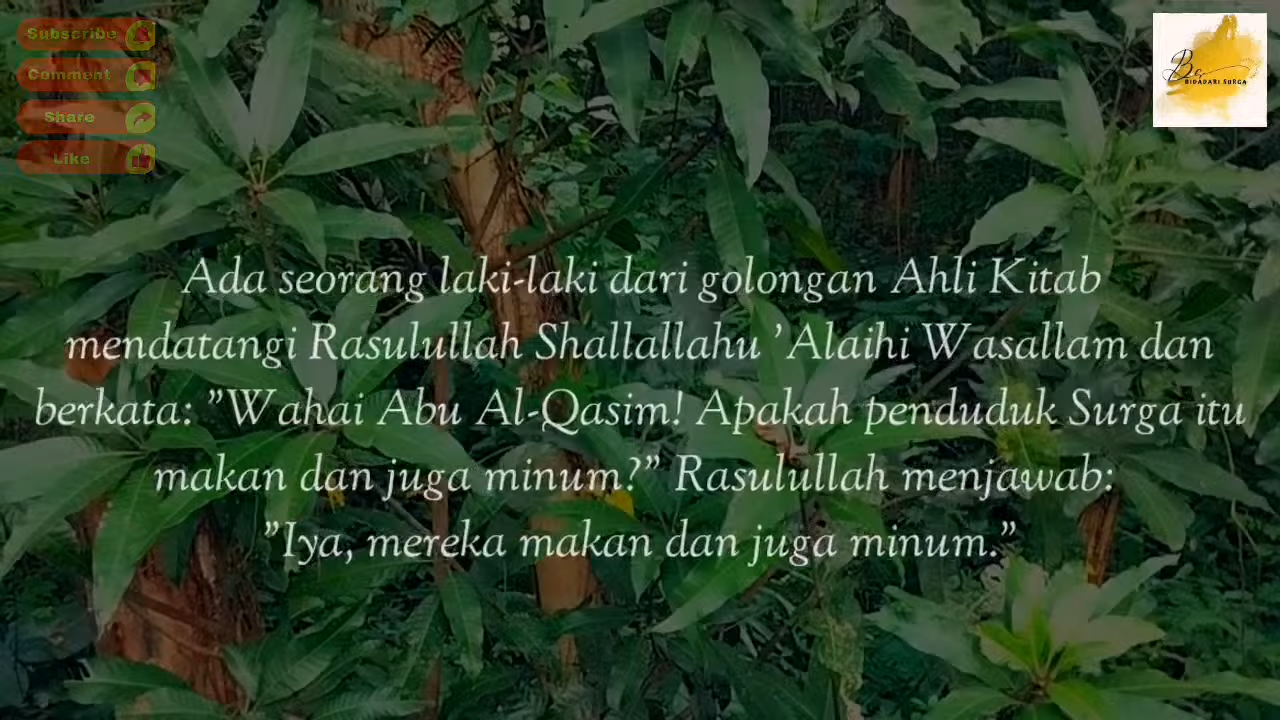 Subscribe
Comment
Share
Like
Bs
BIDADARI SURGA
Ada seorang laki-laki dari golongan Ahli Kitab
mendatangi Rasulullah Shallallahu 'Alaihi Wasallam dan
berkata: "Wahai Abu Al-Qasim! Apakah penduduk Surga itu
makan dan juga minum?" Rasulullah menjawab:
"Iya, mereka makan dan juga minum."